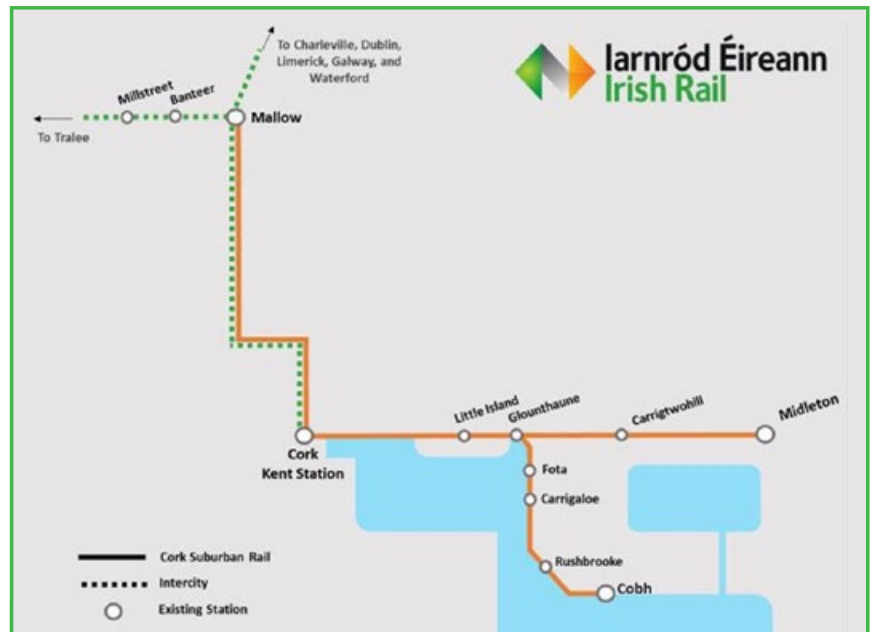 To Charleville, Dublin,
Limerick, Galway, and
Waterford
Iarnród Éireann
Irish Rail
Millstreet
Banteer
Mallow
To Tralee
Little Island
Glounthaune
Carrigtwohill
Midleton
Cork
Kent Station
Fota
Carrigaloe
Rushbrooke
Cobh
Cork Suburban Rail
Intercity
Existing Station